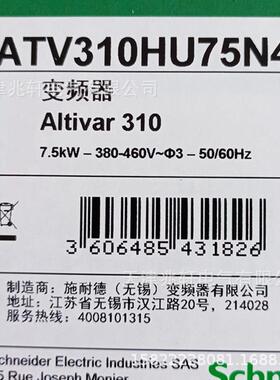 ATV310HU75N4
变频器
Altivar 310
7.5kW – 380-460V~Φ3 – 50/60Hz
3 606485 431826
制造商：施耐德（无锡）变频器有限公司
地址：江苏省无锡市汉江路20号，214028
服务热线：4008101315
chneider Electric Industries SAS
5 Rue Joseph Monier
Schn